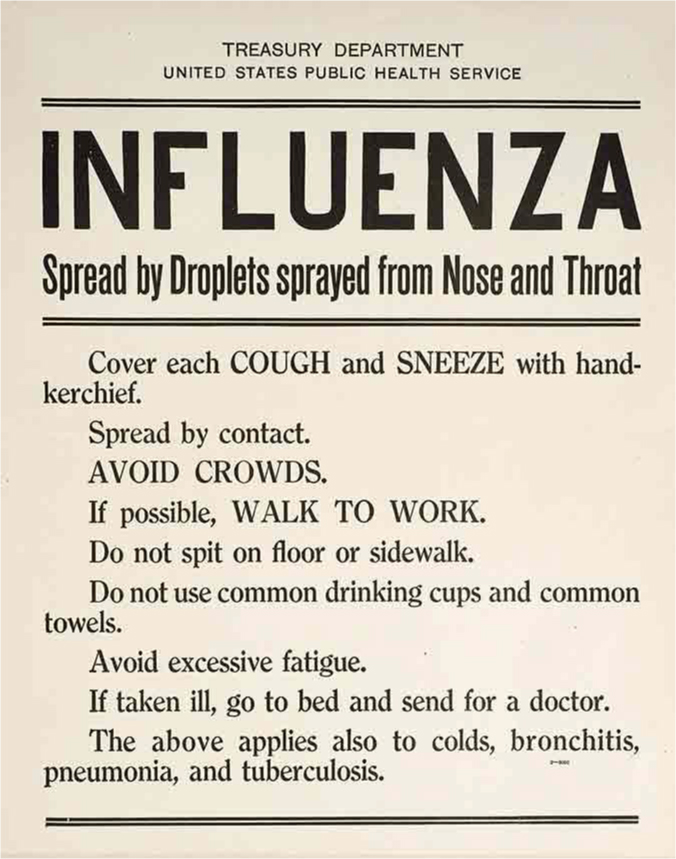 TREASURY DEPARTMENT
UNITED STATES PUBLIC HEALTH SERVICE
INFLUENZA
Spread by Droplets sprayed from Nose and Throat
Cover each COUGH and SNEEZE with hand-
kerchief.
Spread by contact.
AVOID CROWDS.
If possible, WALK TO WORK.
Do not spit on floor or sidewalk.
Do not use common drinking cups and common
towels.
Avoid excessive fatigue.
If taken ill, go to bed and send for a doctor.
The above applies also to colds, bronchitis,
pneumonia, and tuberculosis.